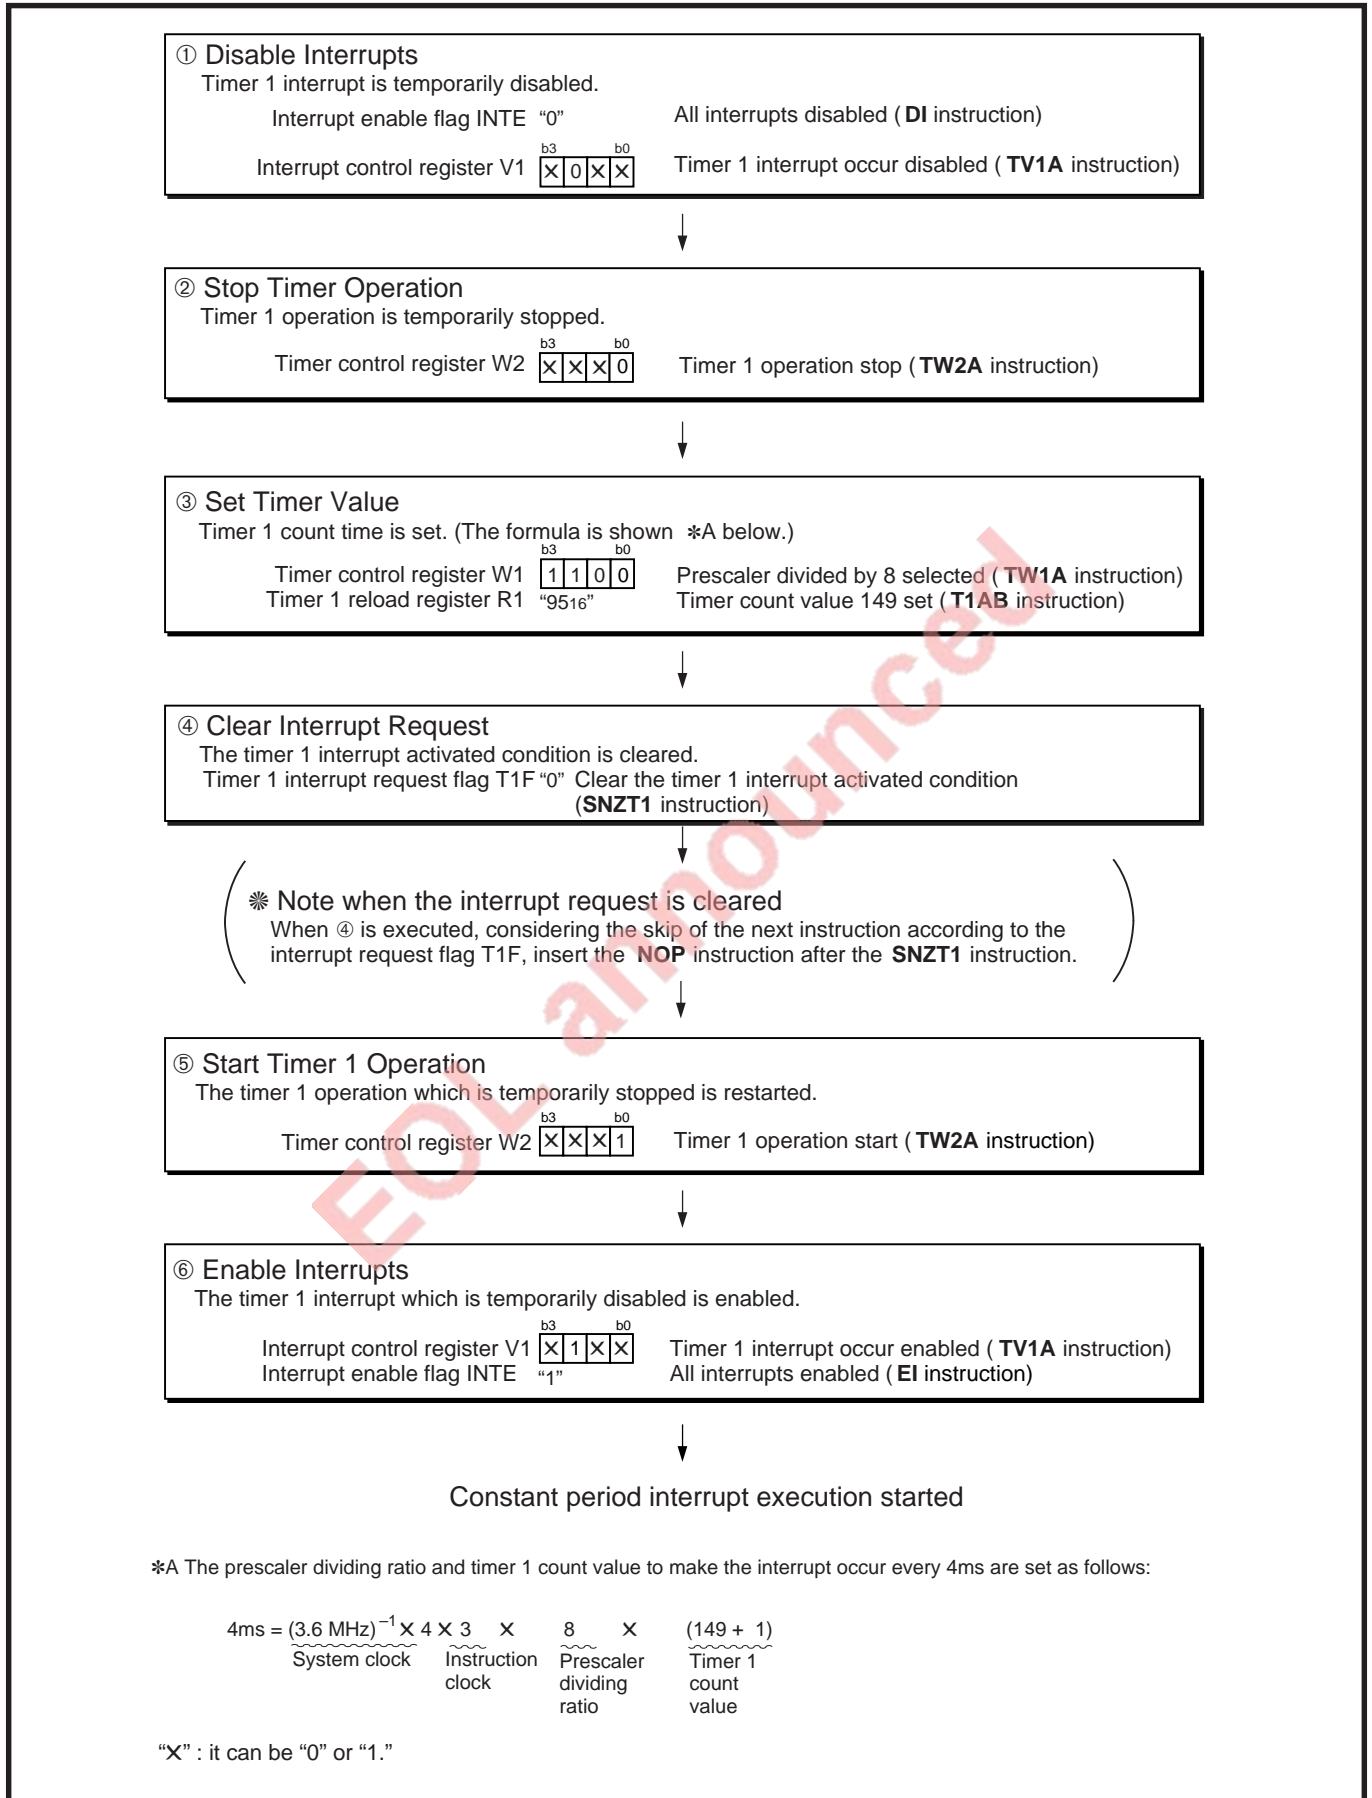 ① Disable Interrupts
Timer 1 interrupt is temporarily disabled.
Interrupt enable flag INTE “0” All interrupts disabled ( DI instruction)
b3 b0
Interrupt control register V1 ✕ 0 ✕ ✕ Timer 1 interrupt occur disabled ( TV1A instruction)
② Stop Timer Operation
Timer 1 operation is temporarily stopped.
b3 b0
Timer control register W2 ✕ ✕ ✕ 0 Timer 1 operation stop ( TW2A instruction)
③ Set Timer Value
Timer 1 count time is set. (The formula is shown ✻A below.)
b3 b0
Timer control register W1 1 1 0 0 Prescaler divided by 8 selected ( TW1A instruction)
Timer 1 reload register R1 “9516” Timer count value 149 set ( T1AB instruction)
④ Clear Interrupt Request
The timer 1 interrupt activated condition is cleared.
Timer 1 interrupt request flag T1F “0” Clear the timer 1 interrupt activated condition
(SNZT1 instruction)
❋ Note when the interrupt request is cleared
When ④ is executed, considering the skip of the next instruction according to the
interrupt request flag T1F, insert the NOP instruction after the SNZT1 instruction.
⑤ Start Timer 1 Operation
The timer 1 operation which is temporarily stopped is restarted.
b3 b0
Timer control register W2 ✕ ✕ ✕ 1 Timer 1 operation start ( TW2A instruction)
⑥ Enable Interrupts
The timer 1 interrupt which is temporarily disabled is enabled.
b3 b0
Interrupt control register V1 ✕ 1 ✕ ✕ Timer 1 interrupt occur enabled ( TV1A instruction)
Interrupt enable flag INTE “1” All interrupts enabled ( EI instruction)
Constant period interrupt execution started
✻A The prescaler dividing ratio and timer 1 count value to make the interrupt occur every 4ms are set as follows:
4ms = (3.6 MHz)⁻¹ ✕ 4 ✕ 3 ✕ 8 ✕ (149 + 1)
System clock Instruction Prescaler Timer 1
clock dividing count
ratio value
“✕” : it can be “0” or “1.”
EOL announced